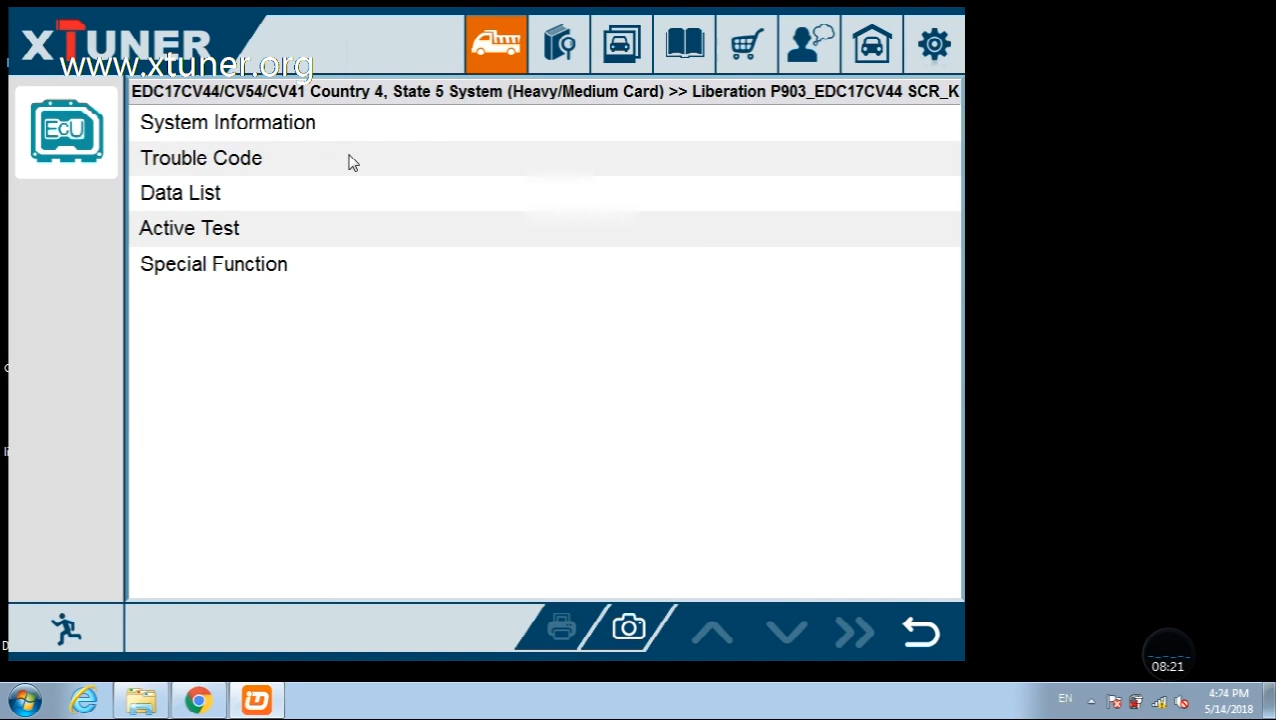 XTUNER
www.xtuner.org
ECU
EDC17CV44/CV54/CV41 Country 4, State 5 System (Heavy/Medium Card) >> Liberation P903_EDC17CV44 SCR_K
System Information
Trouble Code
Data List
Active Test
Special Function
08:21
EN
4:24 PM
5/14/2018